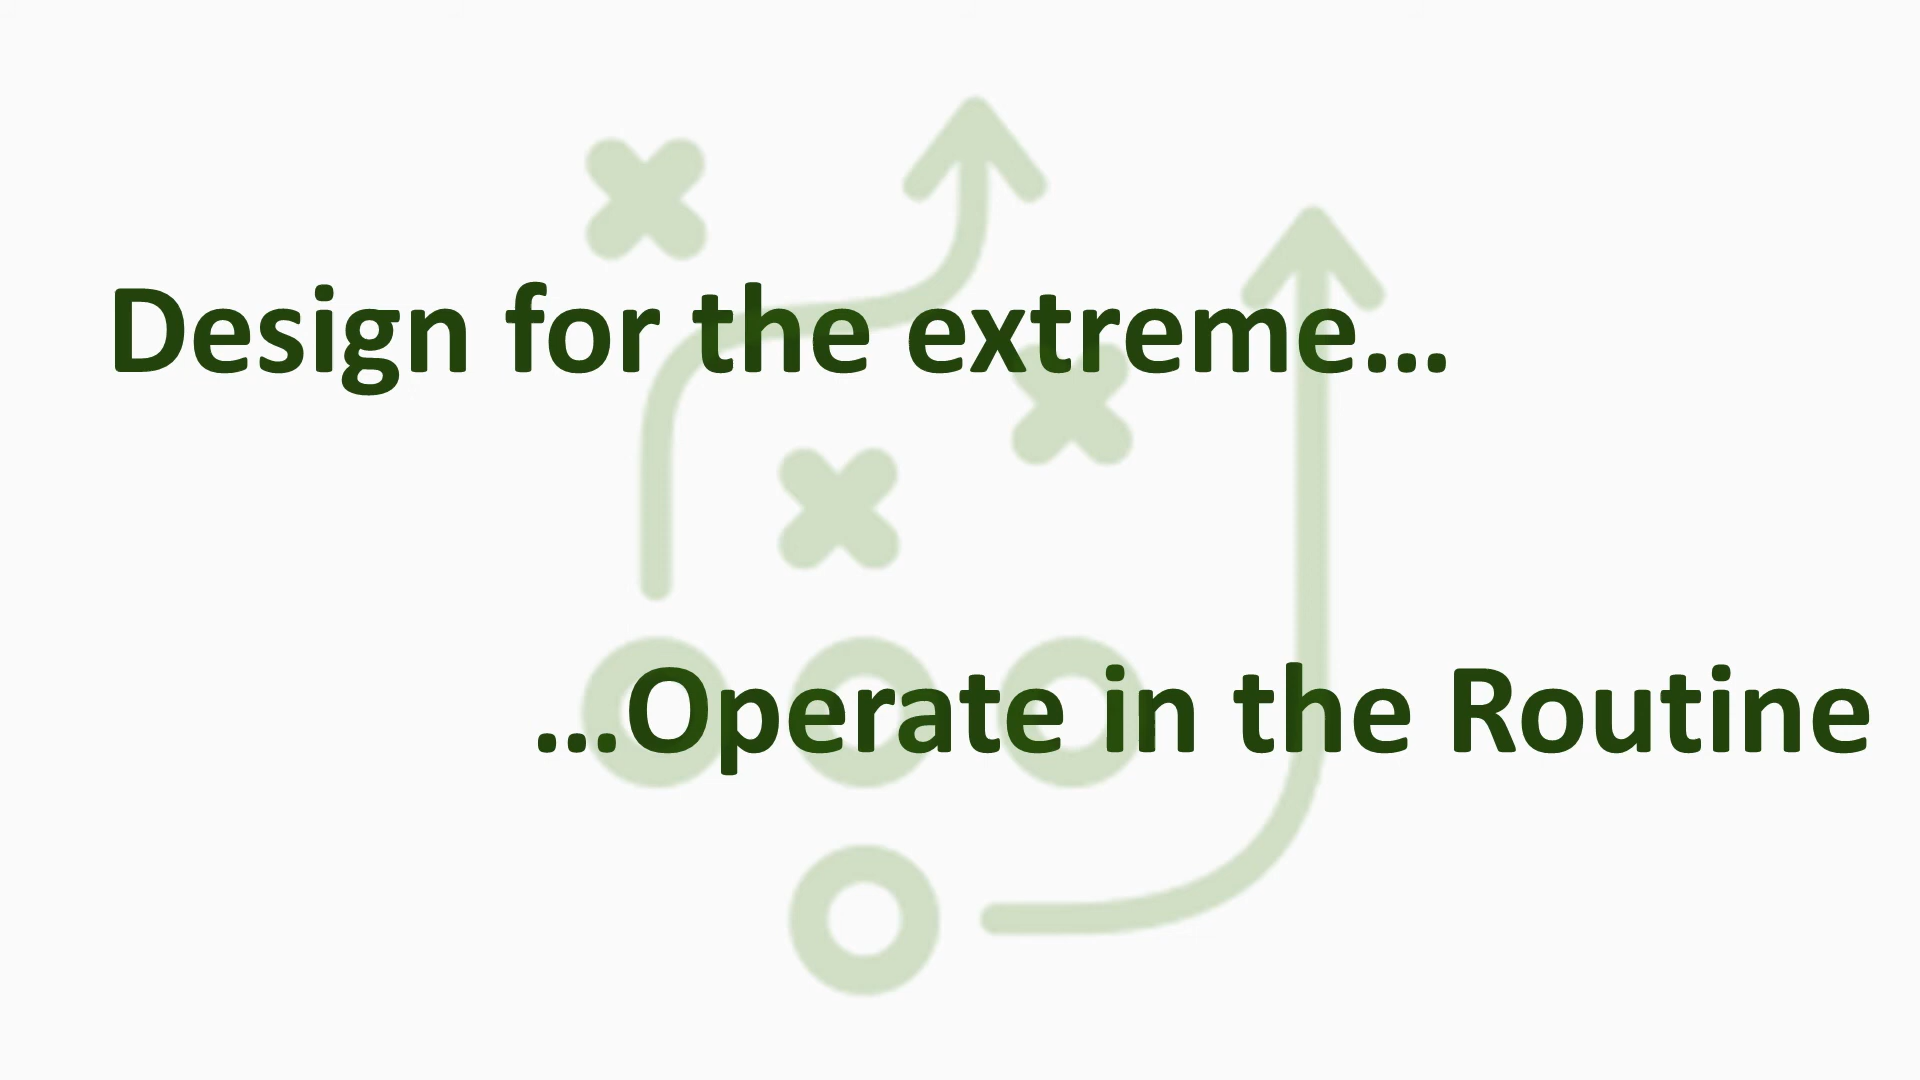 Design for the extreme...
...Operate in the Routine